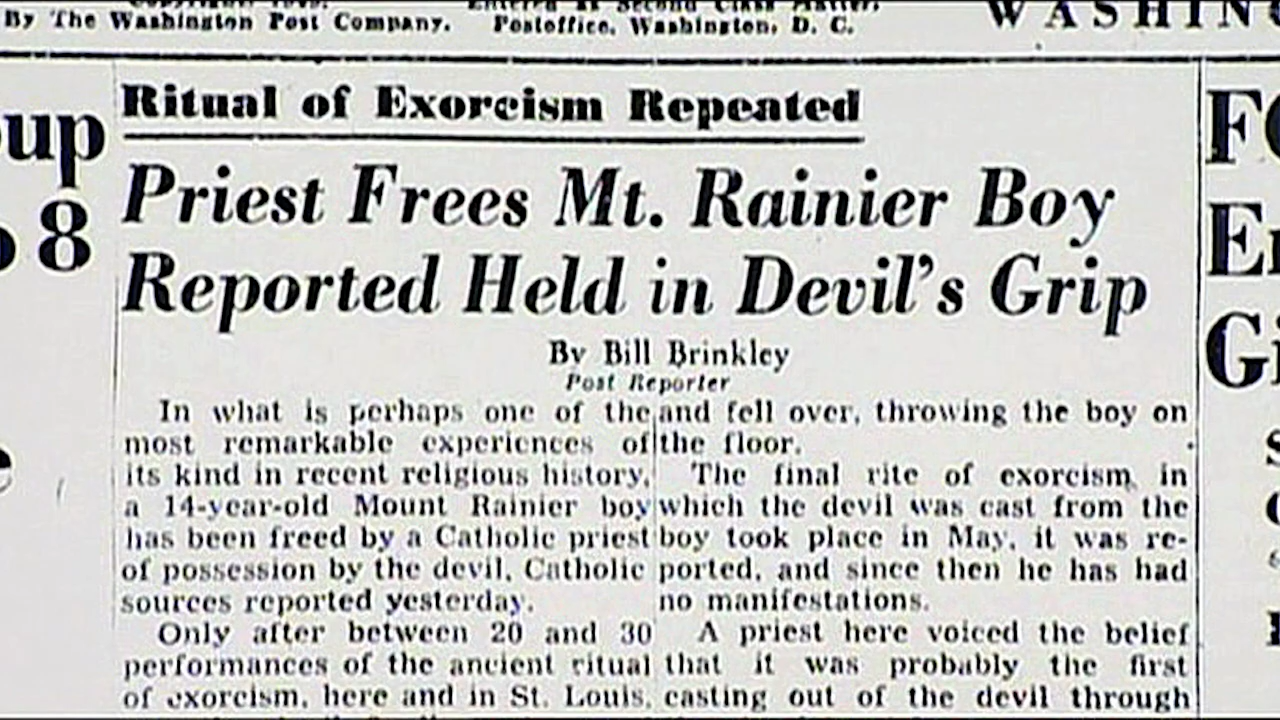 By The Washington Post Company.
Entered as Second Class Matter,
Postoffice, Washington, D. C.
WASHIN
oup
8
Ritual of Exorcism Repeated
Priest Frees Mt. Rainier Boy
Reported Held in Devil's Grip
By Bill Brinkley
Post Reporter
In what is perhaps one of the
most remarkable experiences of
its kind in recent religious history,
a 14-year-old Mount Rainier boy
has been freed by a Catholic priest
of possession by the devil, Catholic
sources reported yesterday.
Only after between 20 and 30
performances of the ancient ritual
of exorcism, here and in St. Louis,
and fell over, throwing the boy on
the floor.
The final rite of exorcism in
which the devil was cast from the
boy took place in May, it was re-
ported, and since then he has had
no manifestations.
A priest here voiced the belief
that it was probably the first
casting out of the devil through